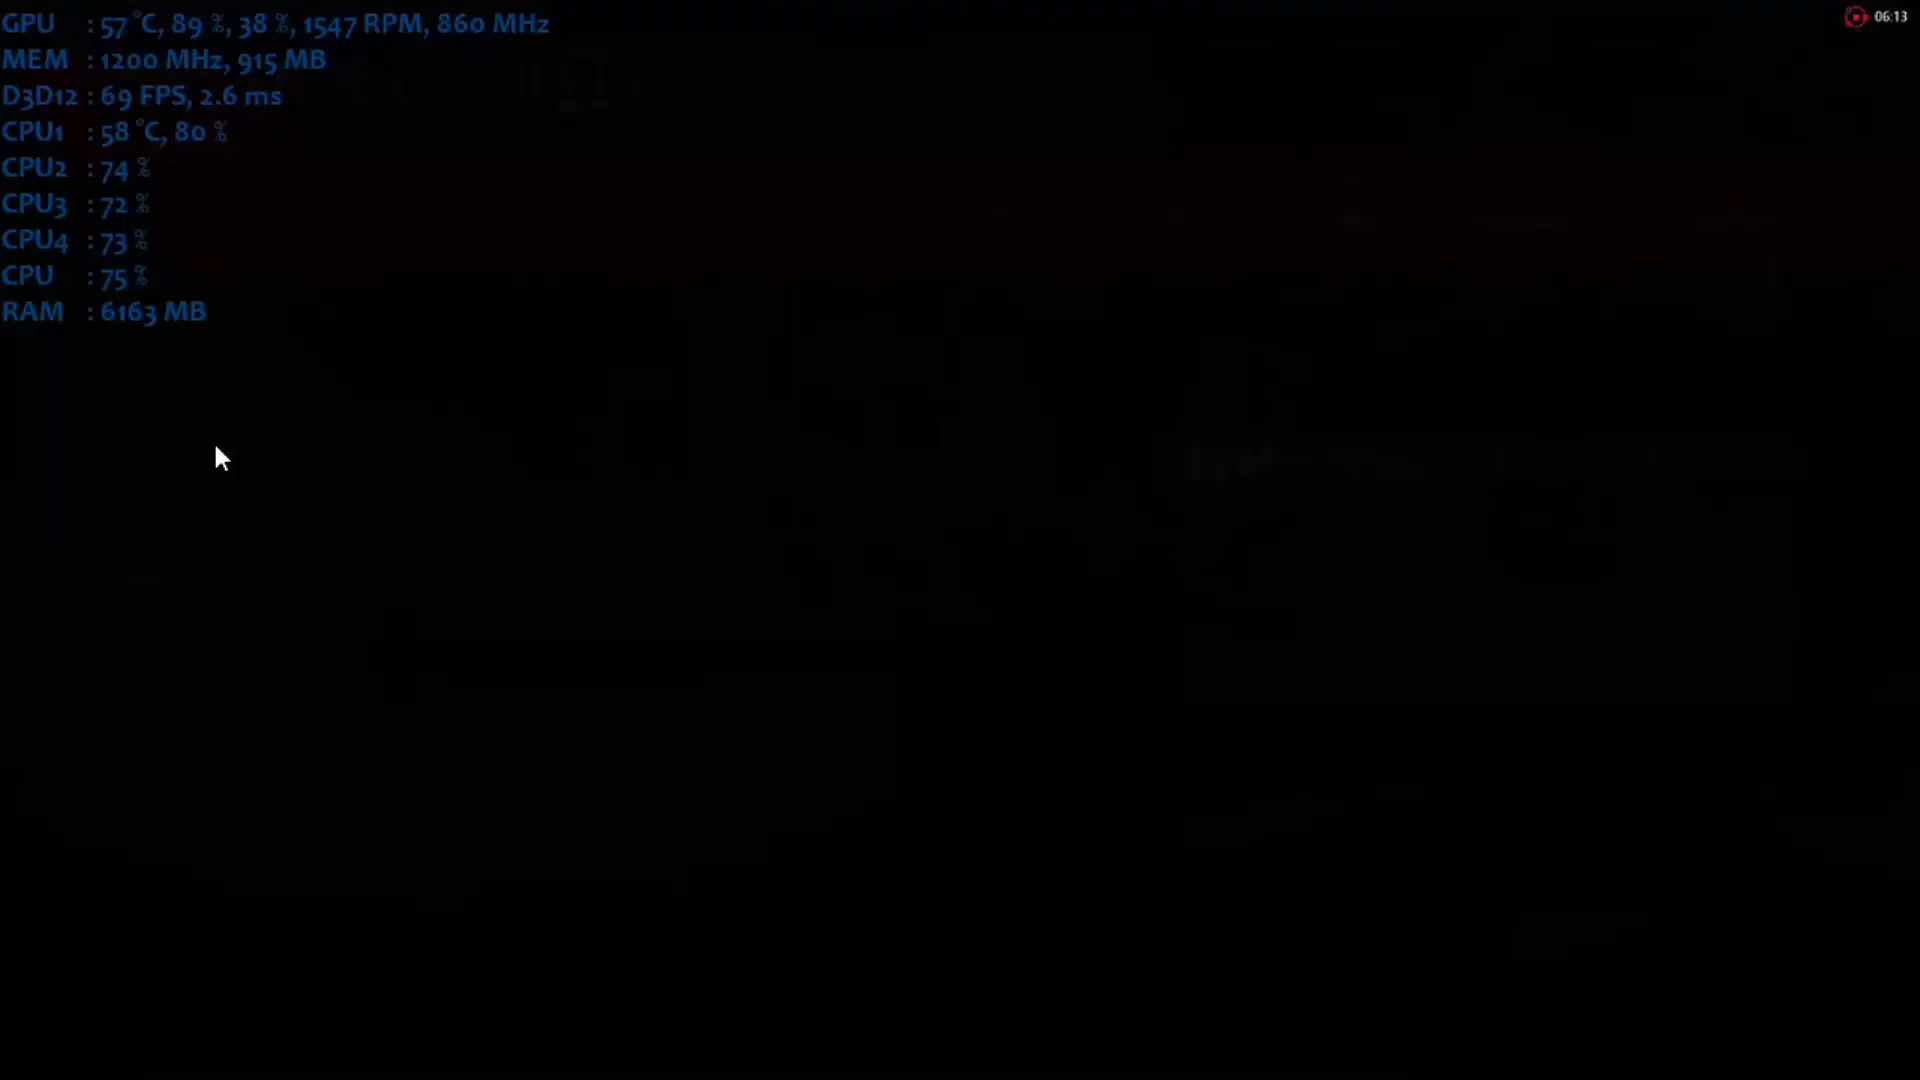 GPU : 57 °C, 89 %, 38 %, 1547 RPM, 860 MHz
06:13
MEM : 1200 MHz, 915 MB
D3D12 : 69 FPS, 2.6 ms
CPU1 : 58 °C, 80 %
CPU2 : 74 %
CPU3 : 72 %
CPU4 : 73 %
CPU : 75 %
RAM : 6163 MB